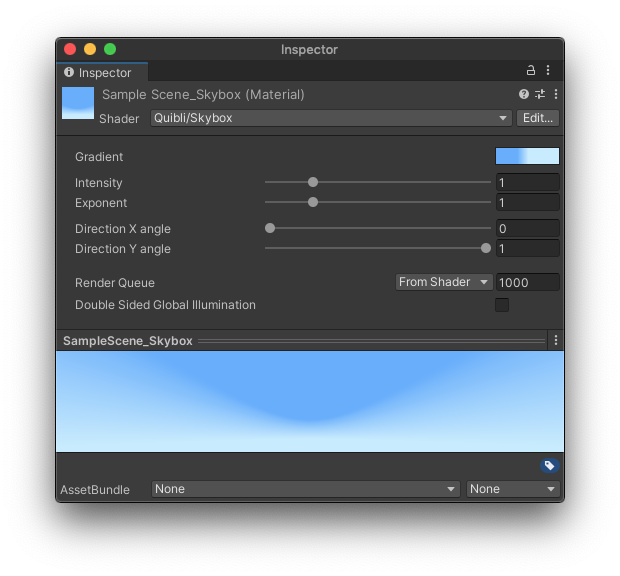 Inspector
Inspector
Sample Scene_Skybox (Material)
Shader Quibli/Skybox Edit...
Gradient
Intensity 1
Exponent 1
Direction X angle 0
Direction Y angle 1
Render Queue From Shader 1000
Double Sided Global Illumination
SampleScene_Skybox
AssetBundle None None